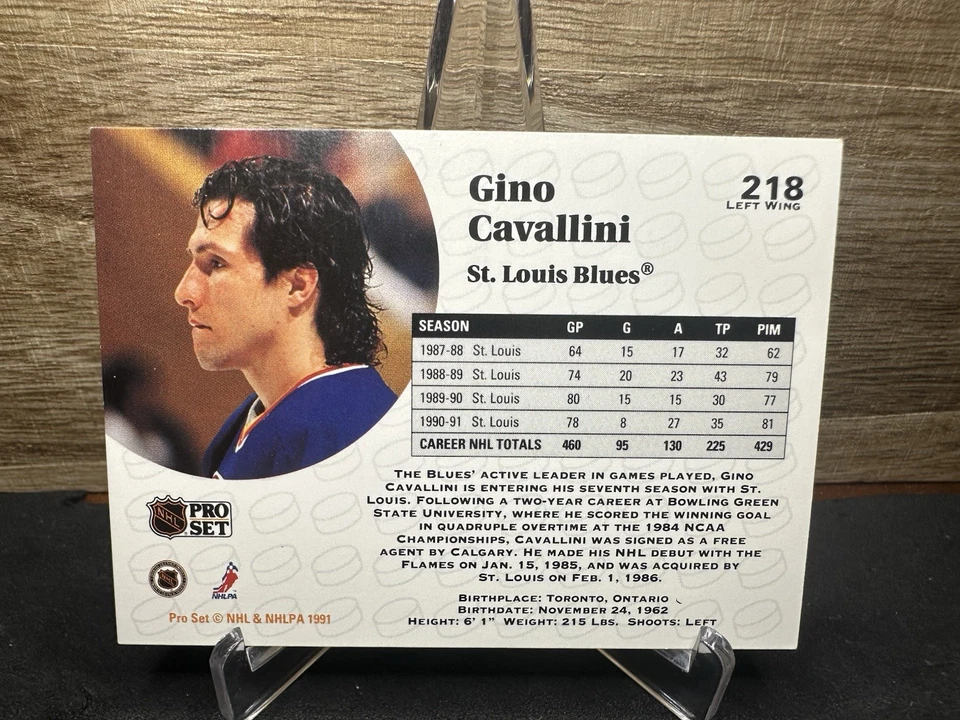 Gino
Cavallini
218
LEFT WING
St. Louis Blues®
SEASON GP G A TP PIM
1987-88 St. Louis 64 15 17 32 62
1988-89 St. Louis 74 20 23 43 79
1989-90 St. Louis 80 15 15 30 77
1990-91 St. Louis 78 8 27 35 81
CAREER NHL TOTALS 460 95 130 225 429
THE BLUES' ACTIVE LEADER IN GAMES PLAYED, GINO
CAVALLINI IS ENTERING HIS SEVENTH SEASON WITH ST.
LOUIS. FOLLOWING A TWO-YEAR CAREER AT BOWLING GREEN
STATE UNIVERSITY, WHERE HE SCORED THE WINNING GOAL
IN QUADRUPLE OVERTIME AT THE 1984 NCAA
CHAMPIONSHIPS, CAVALLINI WAS SIGNED AS A FREE
AGENT BY CALGARY. HE MADE HIS NHL DEBUT WITH THE
FLAMES ON JAN. 15, 1985, AND WAS ACQUIRED BY
ST. LOUIS ON FEB. 1, 1986.
BIRTHPLACE: TORONTO, ONTARIO
BIRTHDATE: NOVEMBER 24, 1962
HEIGHT: 6' 1" WEIGHT: 215 LBS. SHOOTS: LEFT
NHL PRO
SET
NHLPA
Pro Set © NHL & NHLPA 1991